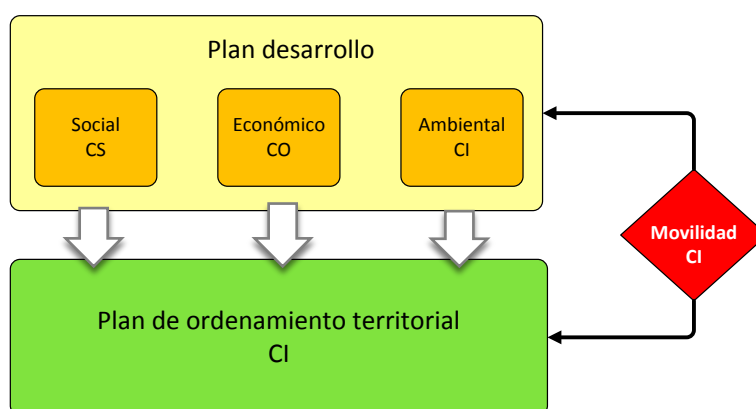 Plan desarrollo
Social
CS
Económico
CO
Ambiental
CI
Movilidad
CI
Plan de ordenamiento territorial
CI